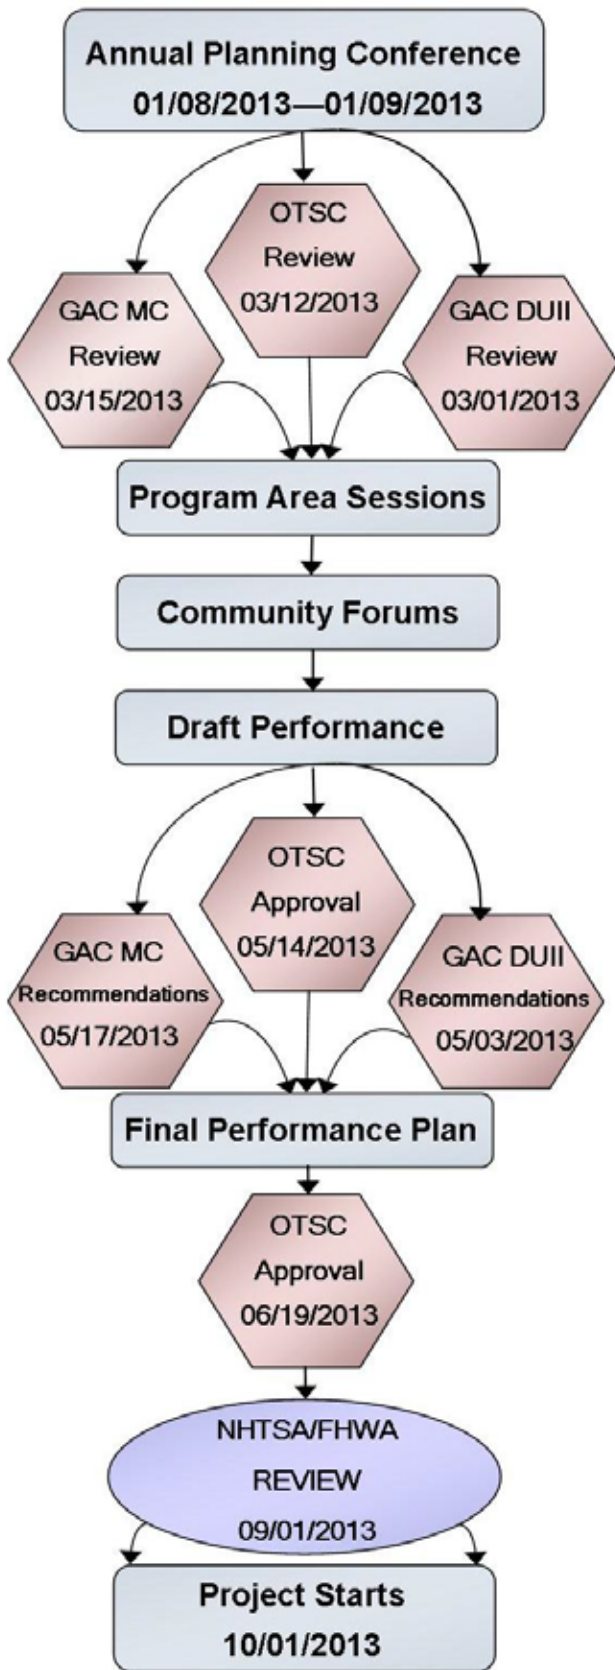 Annual Planning Conference
01/08/2013—01/09/2013
OTSC
Review
03/12/2013
GAC MC
Review
03/15/2013
GAC DUII
Review
03/01/2013
Program Area Sessions
Community Forums
Draft Performance
OTSC
Approval
05/14/2013
GAC MC
Recommendations
05/17/2013
GAC DUII
Recommendations
05/03/2013
Final Performance Plan
OTSC
Approval
06/19/2013
NHTSA/FHWA
REVIEW
09/01/2013
Project Starts
10/01/2013